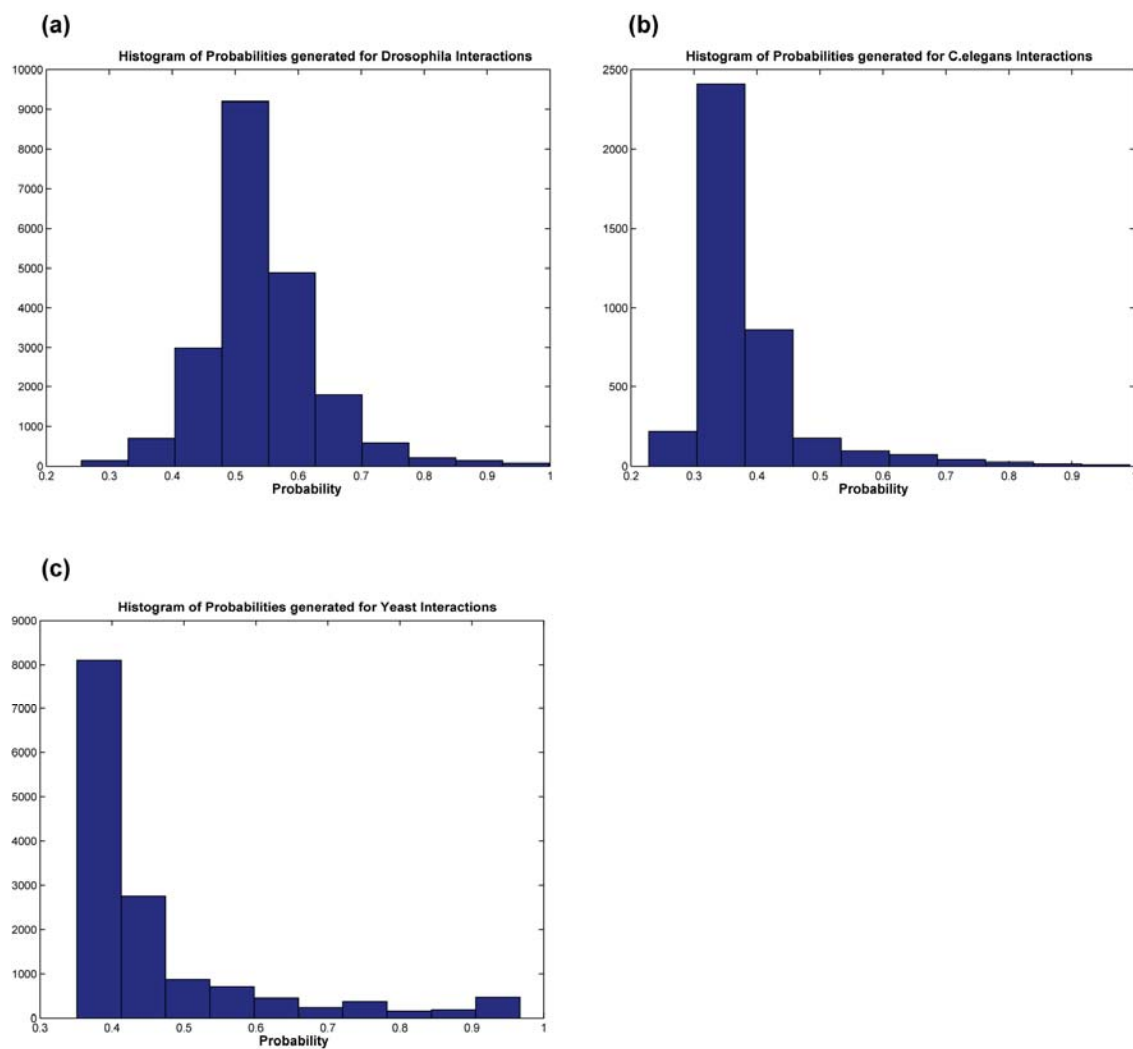 (a)
Histogram of Probabilities generated for Drosophila Interactions
10000
9000
8000
7000
6000
5000
4000
3000
2000
1000
0
0.2 0.3 0.4 0.5 0.6 0.7 0.8 0.9 1
Probability
(b)
Histogram of Probabilities generated for C.elegans Interactions
2500
2000
1500
1000
500
0
0.2 0.3 0.4 0.5 0.6 0.7 0.8 0.9
Probability
(c)
Histogram of Probabilities generated for Yeast Interactions
9000
8000
7000
6000
5000
4000
3000
2000
1000
0
0.3 0.4 0.5 0.6 0.7 0.8 0.9 1
Probability